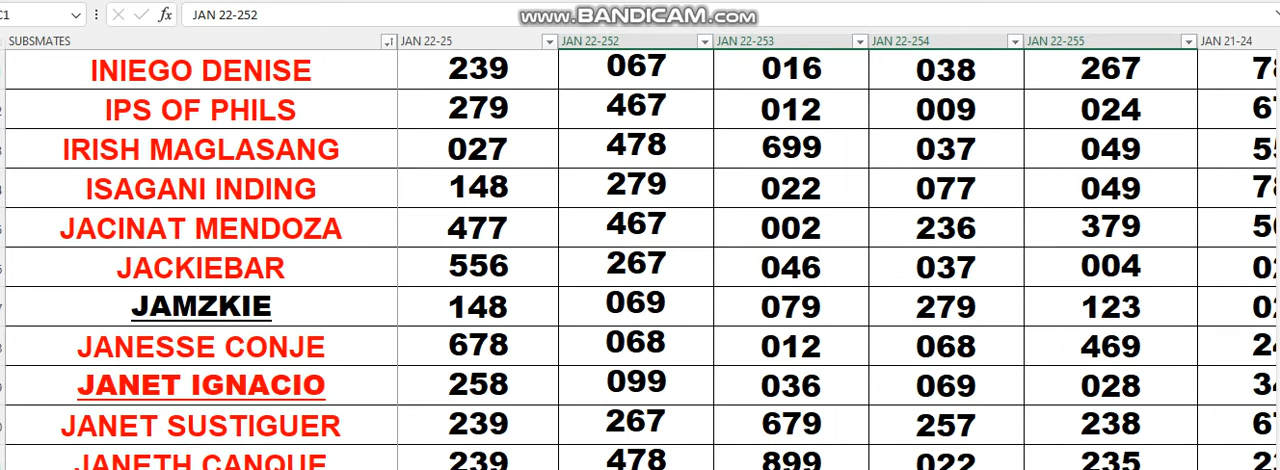 C1 fx JAN 22-252 www.BANDICAM.com
SUBSMATES JAN 22-25 JAN 22-252 JAN 22-253 JAN 22-254 JAN 22-255 JAN 21-24
INIEGO DENISE 239 067 016 038 267
IPS OF PHILS 279 467 012 009 024
IRISH MAGLASANG 027 478 699 037 049
ISAGANI INDING 148 279 022 077 049
JACINAT MENDOZA 477 467 002 236 379
JACKIEBAR 556 267 046 037 004
JAMZKIE 148 069 079 279 123
JANESSE CONJE 678 068 012 068 469
JANET IGNACIO 258 099 036 069 028
JANET SUSTIGUER 239 267 679 257 238
JANETH CANQUE 239 478 899 022 235